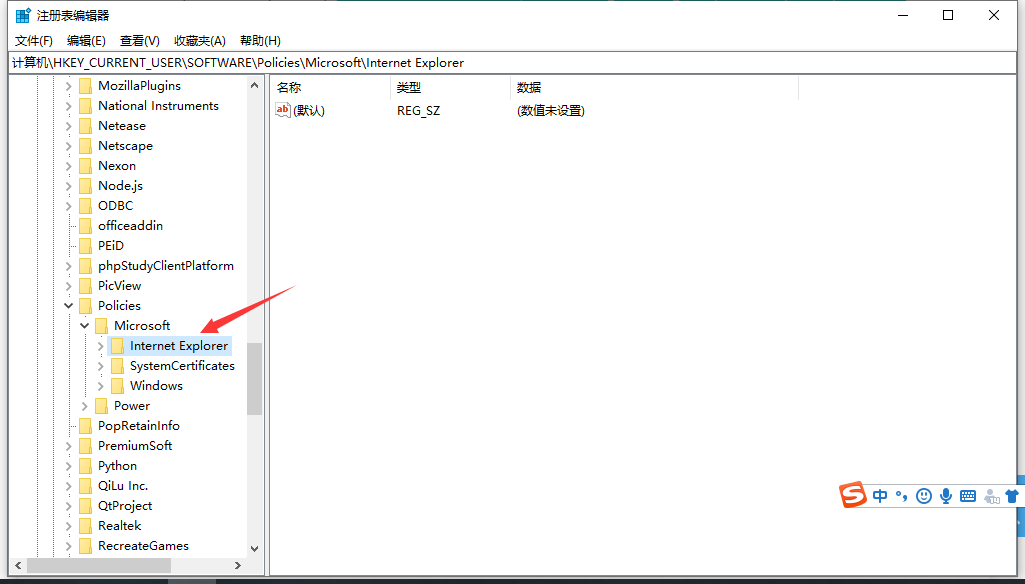 注册表编辑器
文件(F) 编辑(E) 查看(V) 收藏夹(A) 帮助(H)
计算机\HKEY_CURRENT_USER\SOFTWARE\Policies\Microsoft\Internet Explorer
MozillaPlugins
National Instruments
Netease
Netscape
Nexon
Node.js
ODBC
officeaddin
PEiD
phpStudyClientPlatform
PicView
Policies
Microsoft
Internet Explorer
SystemCertificates
Windows
Power
PopRetainInfo
PremiumSoft
Python
QiLu Inc.
QtProject
Realtek
RecreateGames
名称 类型 数据
ab (默认) REG_SZ (数值未设置)
S 中